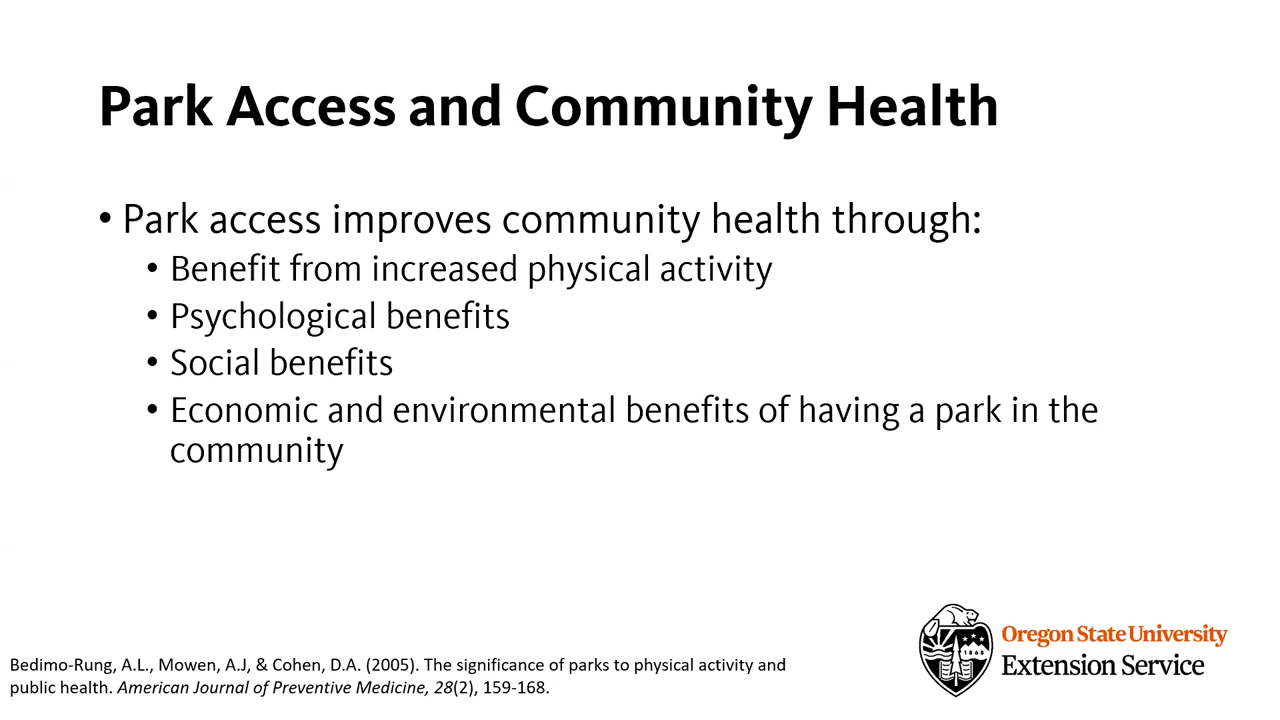 Park Access and Community Health
• Park access improves community health through:
• Benefit from increased physical activity
• Psychological benefits
• Social benefits
• Economic and environmental benefits of having a park in the
community
Bedimo-Rung, A.L., Mowen, A.J, & Cohen, D.A. (2005). The significance of parks to physical activity and
public health. American Journal of Preventive Medicine, 28(2), 159-168.
Oregon State University
Extension Service